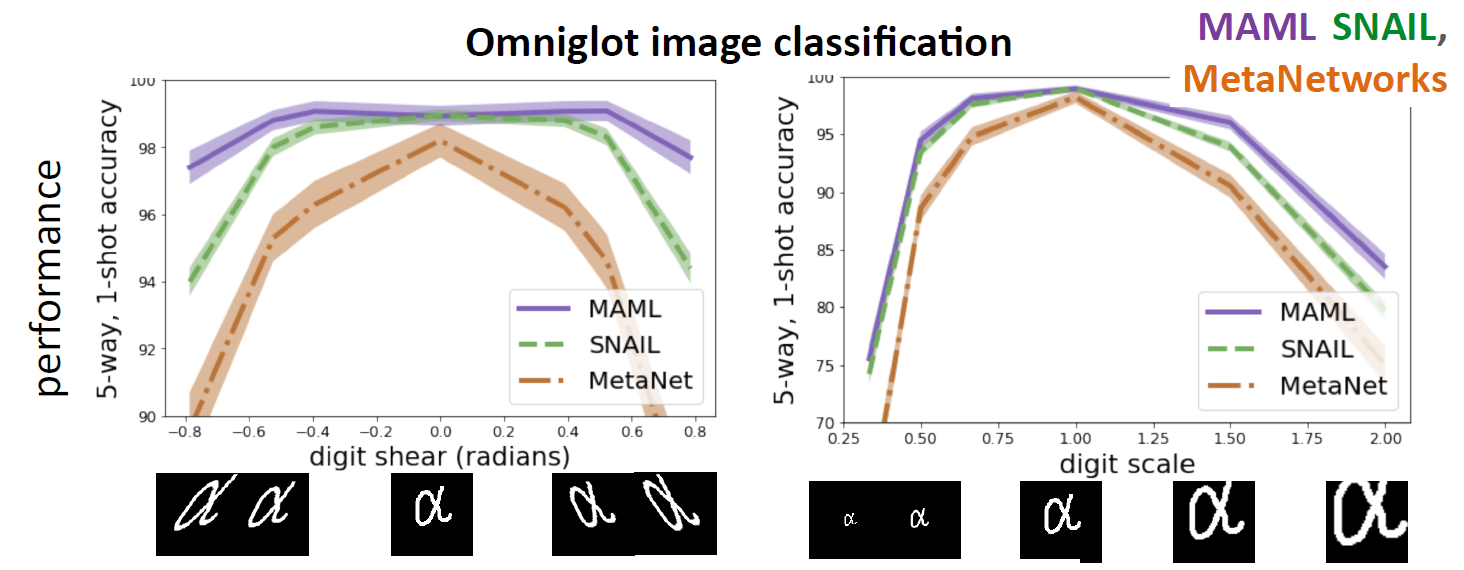 Omniglot image classification
MAML SNAIL,
MetaNetworks
performance
5-way, 1-shot accuracy
100
98
96
94
92
90
−0.8 −0.6 −0.4 −0.2 0.0 0.2 0.4 0.6 0.8
digit shear (radians)
MAML
SNAIL
MetaNet
5-way, 1-shot accuracy
100
95
90
85
80
75
70
0.25 0.50 0.75 1.00 1.25 1.50 1.75 2.00
digit scale
MAML
SNAIL
MetaNet
α α α α α
α α α α α